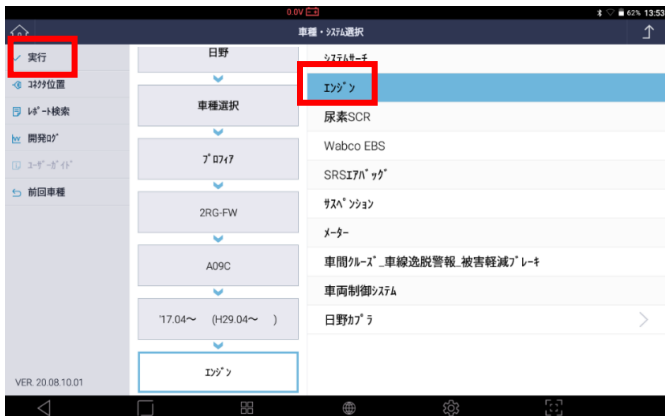 0.0V
62% 13:53
車種・ｼｽﾃﾑ選択
実行
ｺﾈｸﾀ位置
ﾚﾎﾟｰﾄ検索
開発ﾛｸﾞ
ﾕｰｻﾞｰｶﾞｲﾄﾞ
前回車種
VER. 20.08.10.01
日野
車種選択
ﾌﾟﾛﾌｨｱ
2RG-FW
A09C
'17.04～ (H29.04～ )
ｴﾝｼﾞﾝ
ｼｽﾃﾑｻｰﾁ
ｴﾝｼﾞﾝ
尿素SCR
Wabco EBS
SRSｴｱﾊﾞｯｸﾞ
ｻｽﾍﾟﾝｼｮﾝ
ﾒｰﾀｰ
車間ｸﾙｰｽﾞ_車線逸脱警報_被害軽減ﾌﾞﾚｰｷ
車両制御ｼｽﾃﾑ
日野ｶﾌﾟﾗ